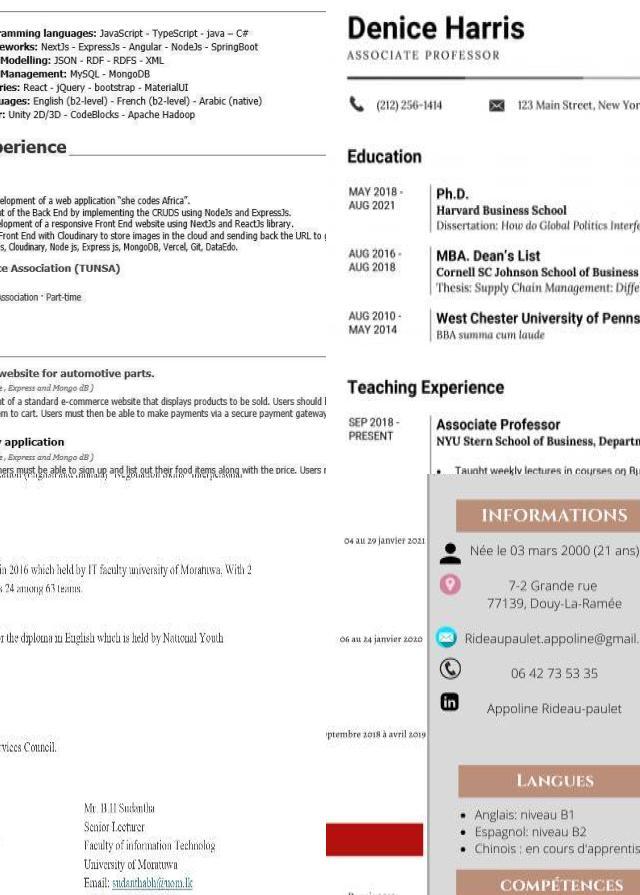 ramming languages: JavaScript - TypeScript - java – C#
eworks: NextJs - ExpressJs - Angular - NodeJs - SpringBoot
Modelling: JSON - RDF - RDFS - XML
Management: MySQL - MongoDB
ries: React - jQuery - bootstrap - MaterialUI
uages: English (b2-level) - French (b2-level) - Arabic (native)
r: Unity 2D/3D - CodeBlocks - Apache Hadoop
perience
elopment of a web application "she codes Africa".
t of the Back End by implementing the CRUDS using NodeJs and ExpressJs.
lopment of a responsive Front End website using NextJs and ReactJs library.
Front End with Cloudinary to store images in the cloud and sending back the URL to
s, Cloudinary, Node js, Express js, MongoDB, Vercel, Git, DataEdo.
ce Association (TUNSA)
Association · Part-time
website for automotive parts.
, Express and Mongo dB)
t of a standard e-commerce website that displays products to be sold. Users should
em to cart. Users must then be able to make payments via a secure payment gateway
y application
, Express and Mongo dB)
ers must be able to sign up and list out their food items along with the price. Users
Denice Harris
ASSOCIATE PROFESSOR
(212) 256-1414
123 Main Street, New Yor
Education
MAY 2018 -
AUG 2021
Ph.D.
Harvard Business School
Dissertation: How do Global Politics Interfe
AUG 2016 -
AUG 2018
MBA. Dean's List
Cornell SC Johnson School of Business
Thesis: Supply Chain Management: Diffe
AUG 2010 -
MAY 2014
West Chester University of Penns
BBA summa cum laude
Teaching Experience
SEP 2018 -
PRESENT
Associate Professor
NYU Stern School of Business, Departm
• Taught weekly lectures in courses on Bu
in 2016 which held by IT faculty university of Moratuwa. With 2
s 24 among 63 teams.
or the diploma in English which is held by National Youth
rvices Council.
Mr. B.H Sudantha
Senior Lecturer
Faculty of information Technolog
University of Moratuwa
Email: sudanthabh@uom.lk
04 au 29 janvier 2021
06 au 24 janvier 2020
ptembre 2018 à avril 2019
INFORMATIONS
Née le 03 mars 2000 (21 ans)
7-2 Grande rue
77139, Douy-La-Ramée
Rideaupaulet.appoline@gmail.
06 42 73 53 35
in
Appoline Rideau-paulet
LANGUES
• Anglais: niveau B1
• Espagnol: niveau B2
• Chinois : en cours d'apprentis
COMPÉTENCES